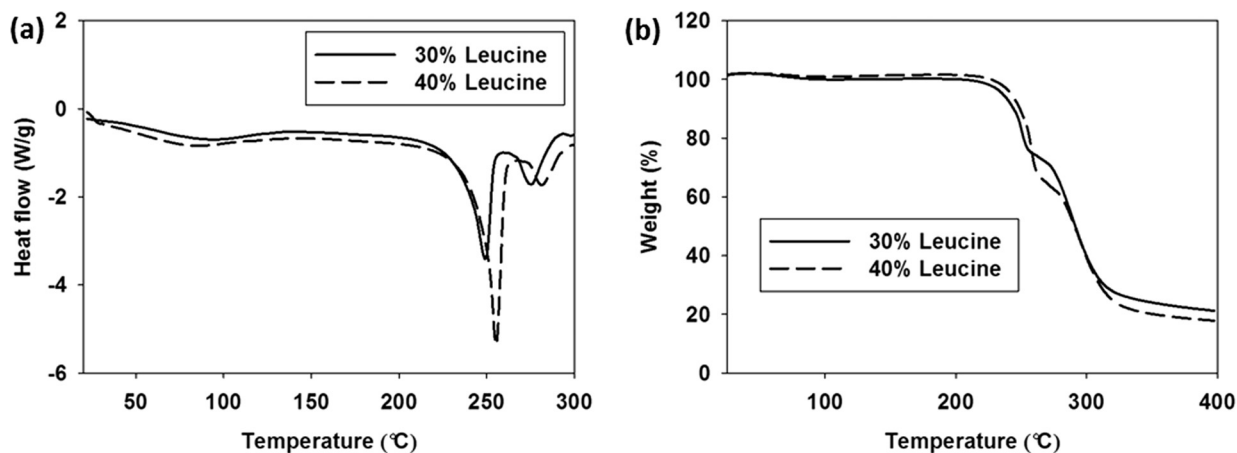 (a)
2
0
-2
-4
-6
Heat flow (W/g)
30% Leucine
40% Leucine
50
100
150
200
250
300
Temperature (°C)
(b)
120
100
80
60
40
20
0
Weight (%)
30% Leucine
40% Leucine
100
200
300
400
Temperature (°C)